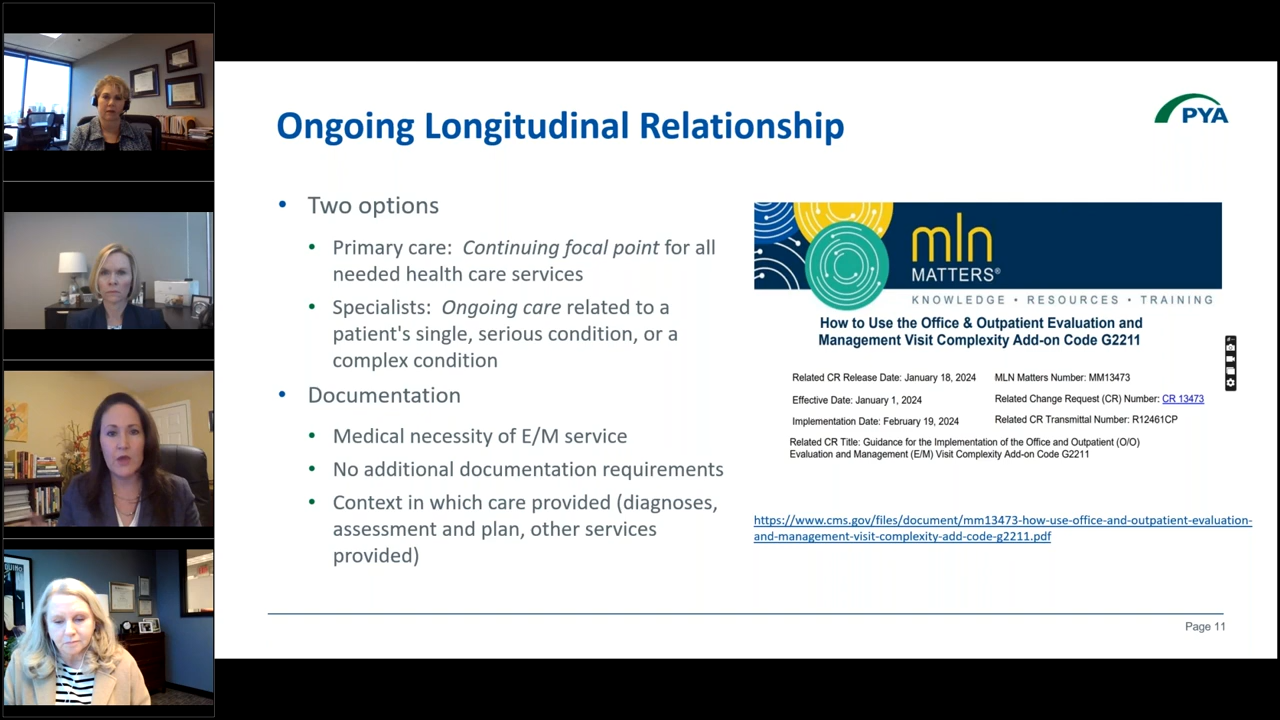 Ongoing Longitudinal Relationship
PYA
• Two options
• Primary care: Continuing focal point for all
needed health care services
• Specialists: Ongoing care related to a
patient's single, serious condition, or a
complex condition
• Documentation
• Medical necessity of E/M service
• No additional documentation requirements
• Context in which care provided (diagnoses,
assessment and plan, other services
provided)
mln
MATTERS®
KNOWLEDGE • RESOURCES • TRAINING
How to Use the Office & Outpatient Evaluation and
Management Visit Complexity Add-on Code G2211
Related CR Release Date: January 18, 2024
MLN Matters Number: MM13473
Effective Date: January 1, 2024
Related Change Request (CR) Number: CR 13473
Implementation Date: February 19, 2024
Related CR Transmittal Number: R12461CP
Related CR Title: Guidance for the Implementation of the Office and Outpatient (O/O)
Evaluation and Management (E/M) Visit Complexity Add-on Code G2211
https://www.cms.gov/files/document/mm13473-how-use-office-and-outpatient-evaluation-
and-management-visit-complexity-add-code-g2211.pdf
Page 11